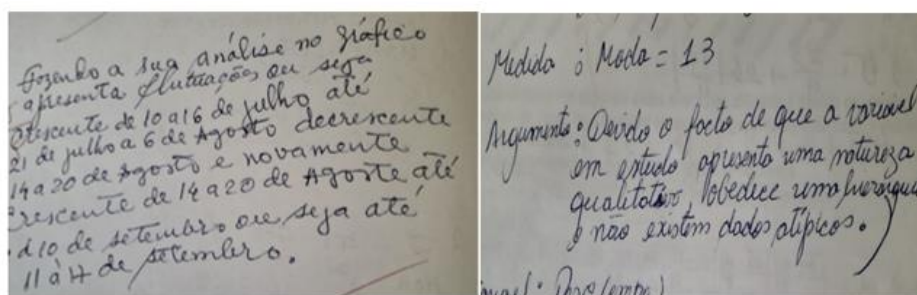 Fazendo a sua análise no gráfico
apresenta flutuações ou seja
crescente de 10 a 16 de julho até
21 de julho a 6 de Agosto decrescente
14 a 20 de Agosto e novamente
crescente de 14 a 20 de Agosto até
10 de setembro ou seja até
11 à 17 de setembro.
Medida : Moda = 13
Argumento: Devido o facto de que a variável
em estudo apresenta uma natureza
qualitativa, obedece uma hierarquia
e não existem dados atípicos.